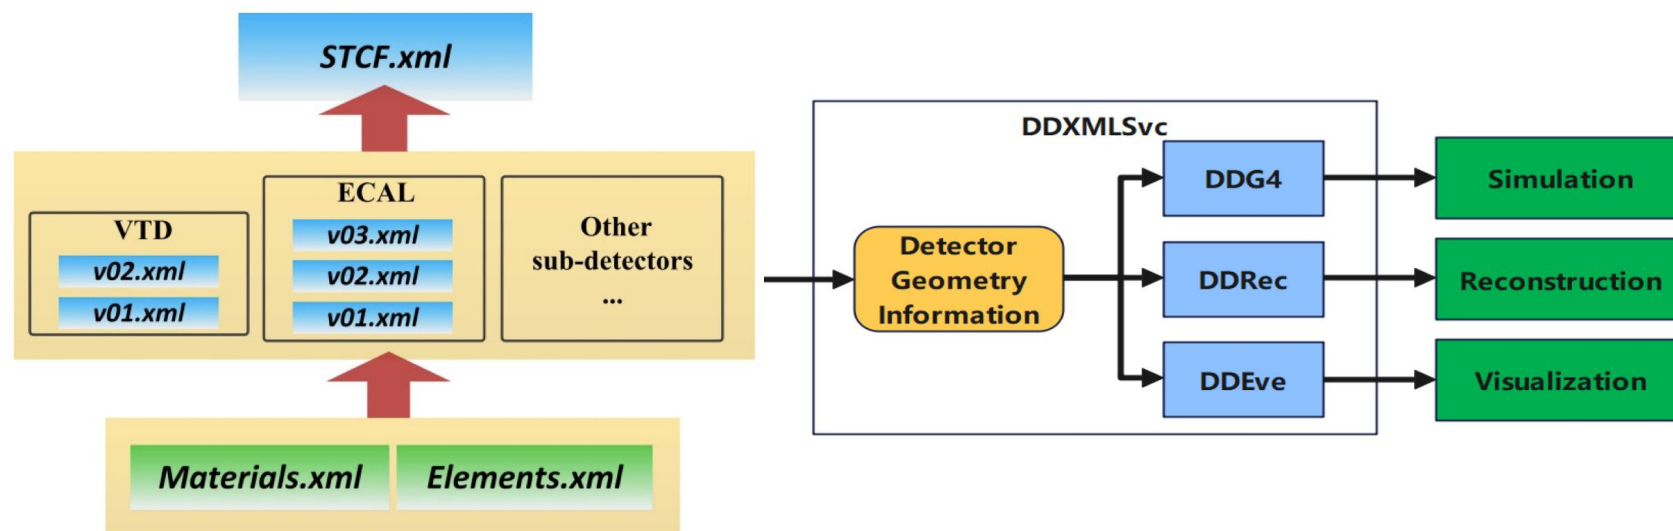 STCF.xml
VTD
v02.xml
v01.xml
ECAL
v03.xml
v02.xml
v01.xml
Other
sub-detectors
...
Materials.xml
Elements.xml
DDXMLSvc
Detector
Geometry
Information
DDG4
DDRec
DDEve
Simulation
Reconstruction
Visualization